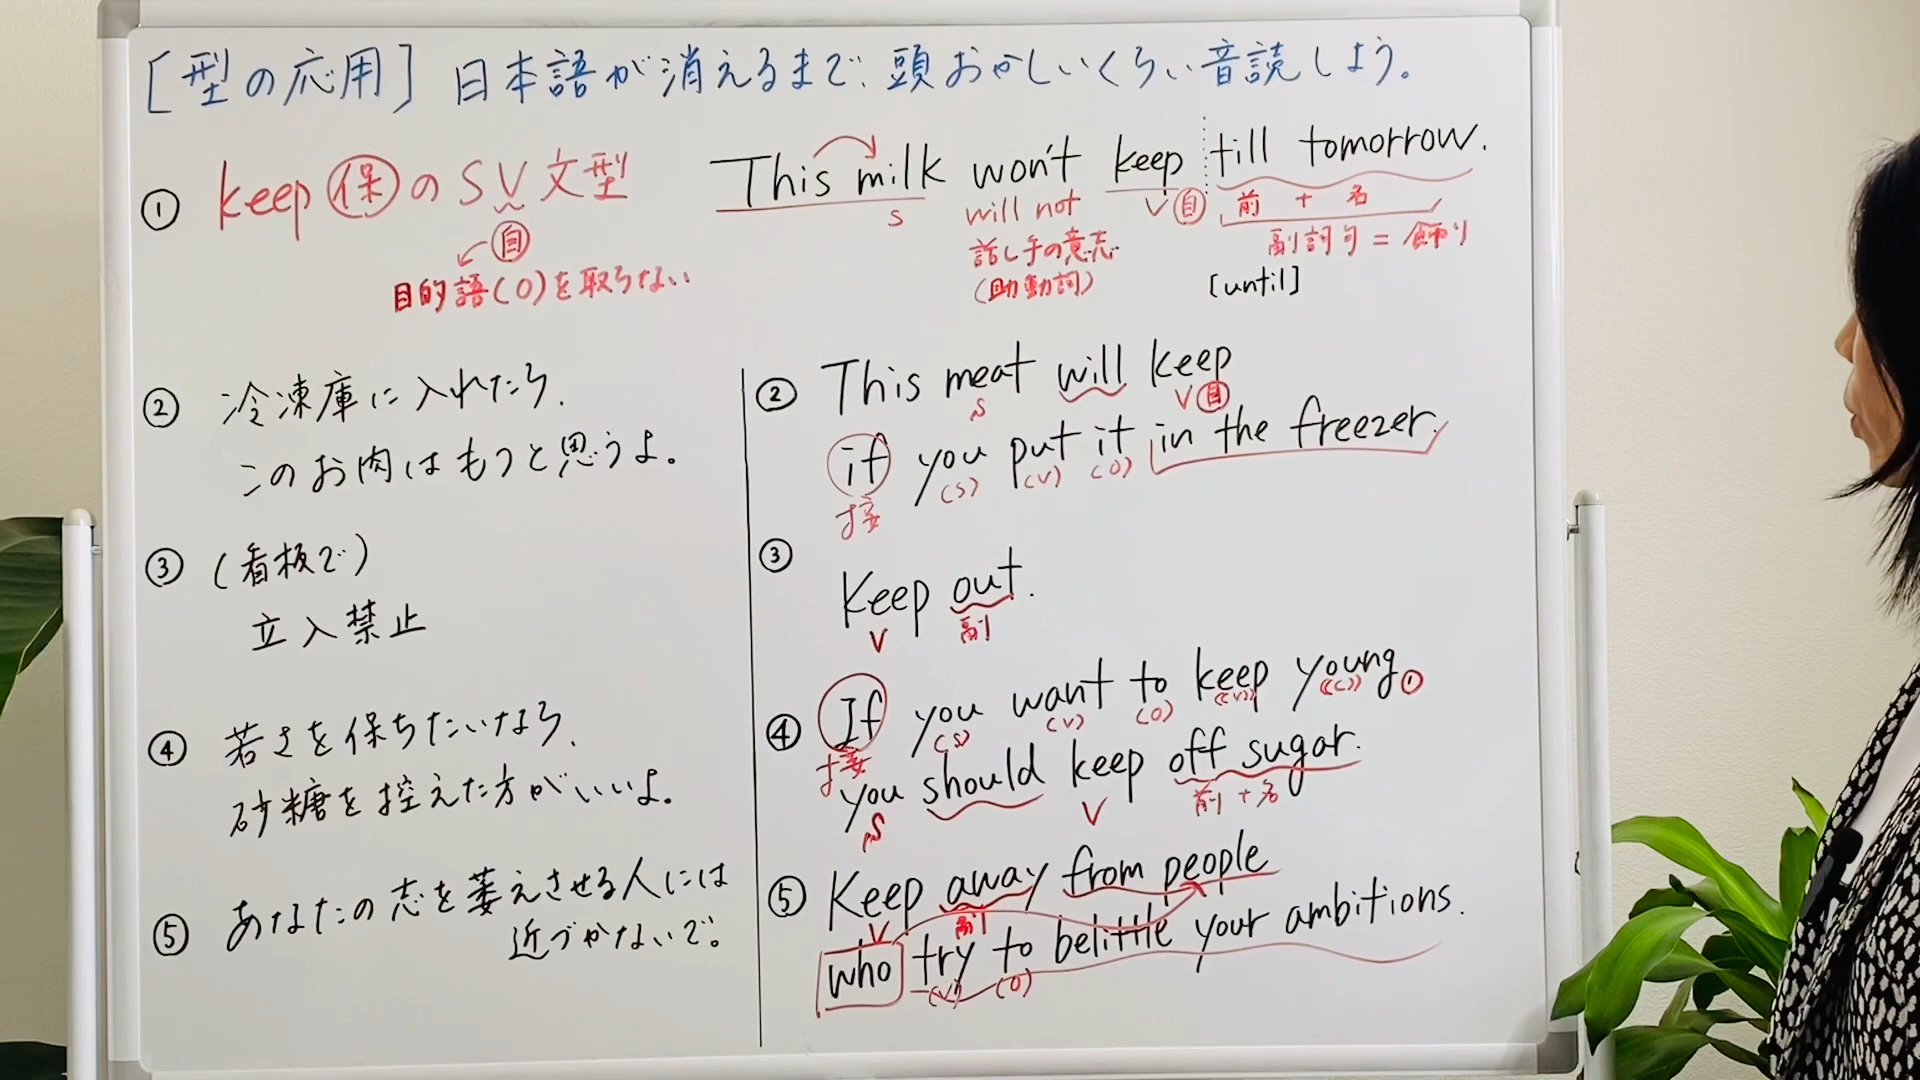 [型の応用] 日本語が消えるまで、頭おかしいくらい音読しよう。
① keep 保 の SV 文型
自
目的語(O)を取らない
This milk won't keep till tomorrow.
S
will not
V 自
前 + 名
話し手の意志
(助動詞)
副詞句 = 飾り
[until]
② 冷凍庫に入れたら、
このお肉はもつと思うよ。
③ (看板で)
立入禁止
④ 若さを保ちたいなら、
砂糖を控えた方がいいよ。
⑤ あなたの志を萎えさせる人には
近づかないで。
② This meat will keep
S V 自
if you put it in the freezer.
接 (S) (V) (O)
③
Keep out.
V 副
④ If you want to keep young,
接 (S) (V) (O) ((V)) ((C))
you should keep off sugar.
S V 前 + 名
⑤ Keep away from people
V 副
who try to belittle your ambitions.
(V) (O)